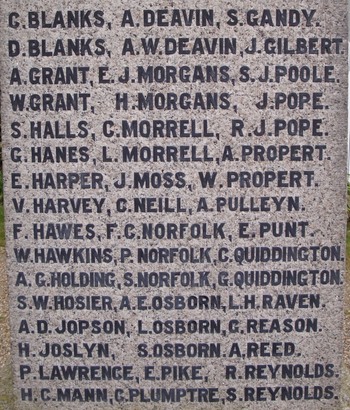 C. BLANKS, A. DEAVIN, S. GANDY.
D. BLANKS, A. W. DEAVIN, J. GILBERT.
A. GRANT, E. J. MORGANS, S. J. POOLE.
W. GRANT, H. MORGANS, J. POPE.
S. HALLS, C. MORRELL, R. J. POPE.
G. HANES, L. MORRELL, A. PROPERT.
E. HARPER, J. MOSS, W. PROPERT.
V. HARVEY, C. NEILL, A. PULLEYN.
F. HAWES, F. C. NORFOLK, E. PUNT.
W. HAWKINS, P. NORFOLK, C. QUIDDINGTON.
A. C. HOLDING, S. NORFOLK, G. QUIDDINGTON.
S. W. HOSIER, A. E. OSBORN, L. H. RAVEN.
A. D. JOPSON, L. OSBORN, C. REASON.
H. JOSLYN, S. OSBORN. A. REED.
P. LAWRENCE, E. PIKE, R. REYNOLDS.
H. C. MANN, C. PLUMPTRE, S. REYNOLDS.